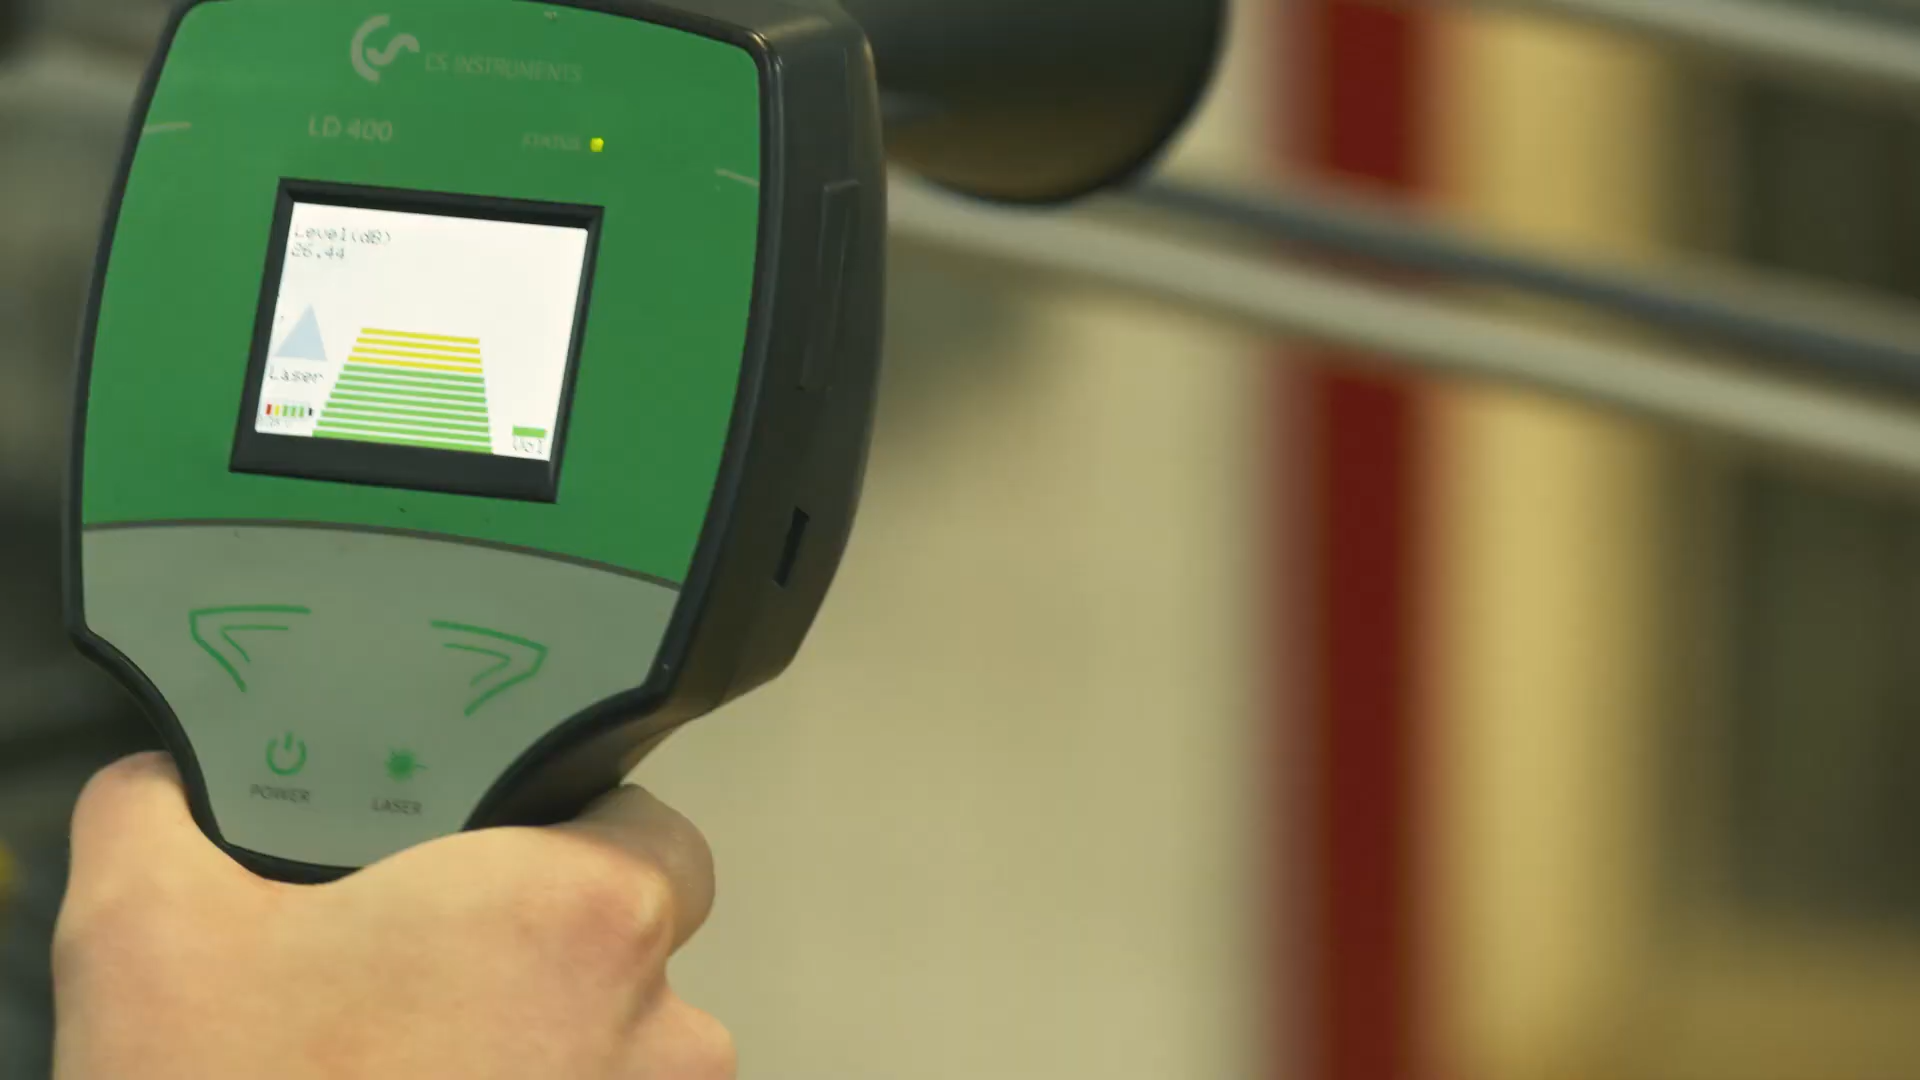 CS INSTRUMENTS
LD 400
STATUS
Level(dB)
26.44
Laser
Vol
POWER
LASER